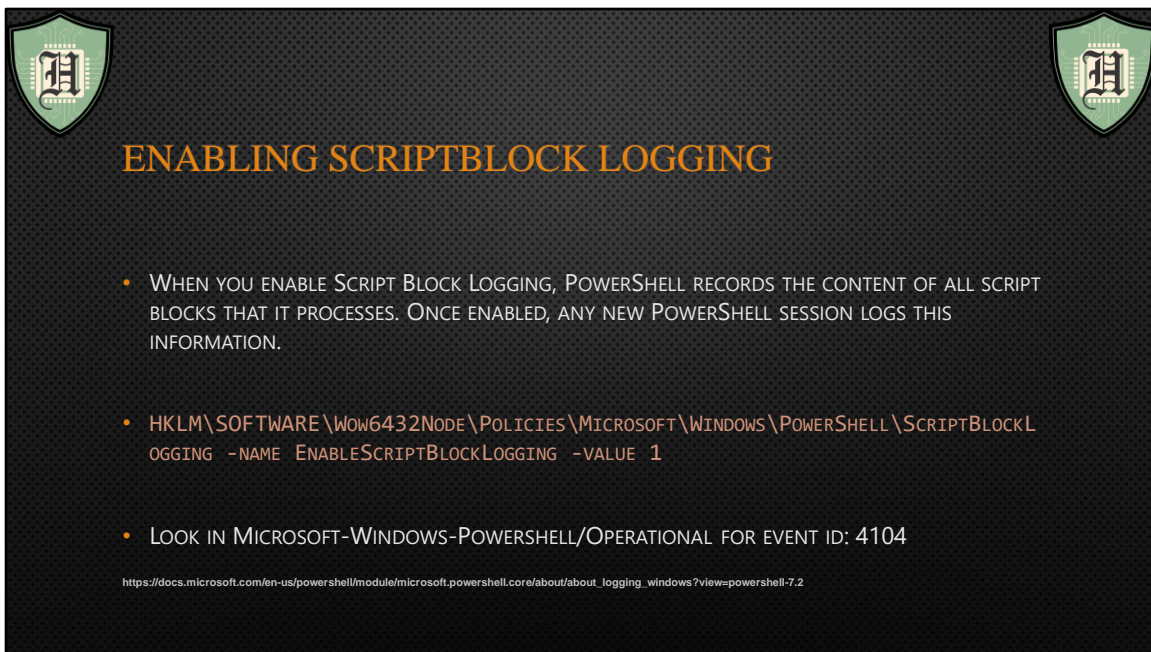 H
H
ENABLING SCRIPTBLOCK LOGGING
• When you enable Script Block Logging, PowerShell records the content of all script
blocks that it processes. Once enabled, any new PowerShell session logs this
information.
• HKLM\SOFTWARE\Wow6432Node\Policies\Microsoft\Windows\PowerShell\ScriptBlockL
ogging -name EnableScriptBlockLogging -value 1
• Look in Microsoft-Windows-Powershell/Operational for event id: 4104
https://docs.microsoft.com/en-us/powershell/module/microsoft.powershell.core/about/about_logging_windows?view=powershell-7.2